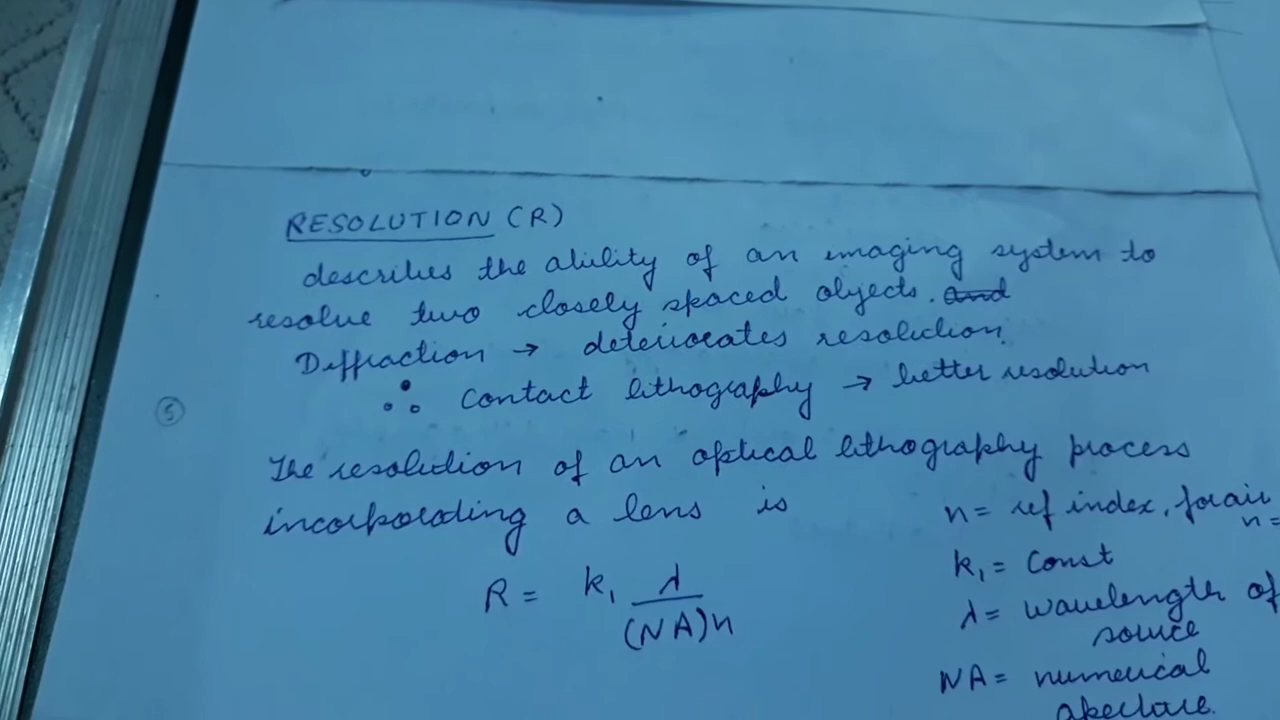 RESOLUTION (R)
describes the ability of an imaging system to
resolve two closely spaced objects. and
Diffraction → deteriorates resolution.
∴ Contact lithography → better resolution
5
The resolution of an optical lithography process
incorporating a lens is
R = k₁ λ / (NA)n
n = ref index, for air
n =
k₁ = Const
λ = wavelength of
source
NA = numerical
aperture.